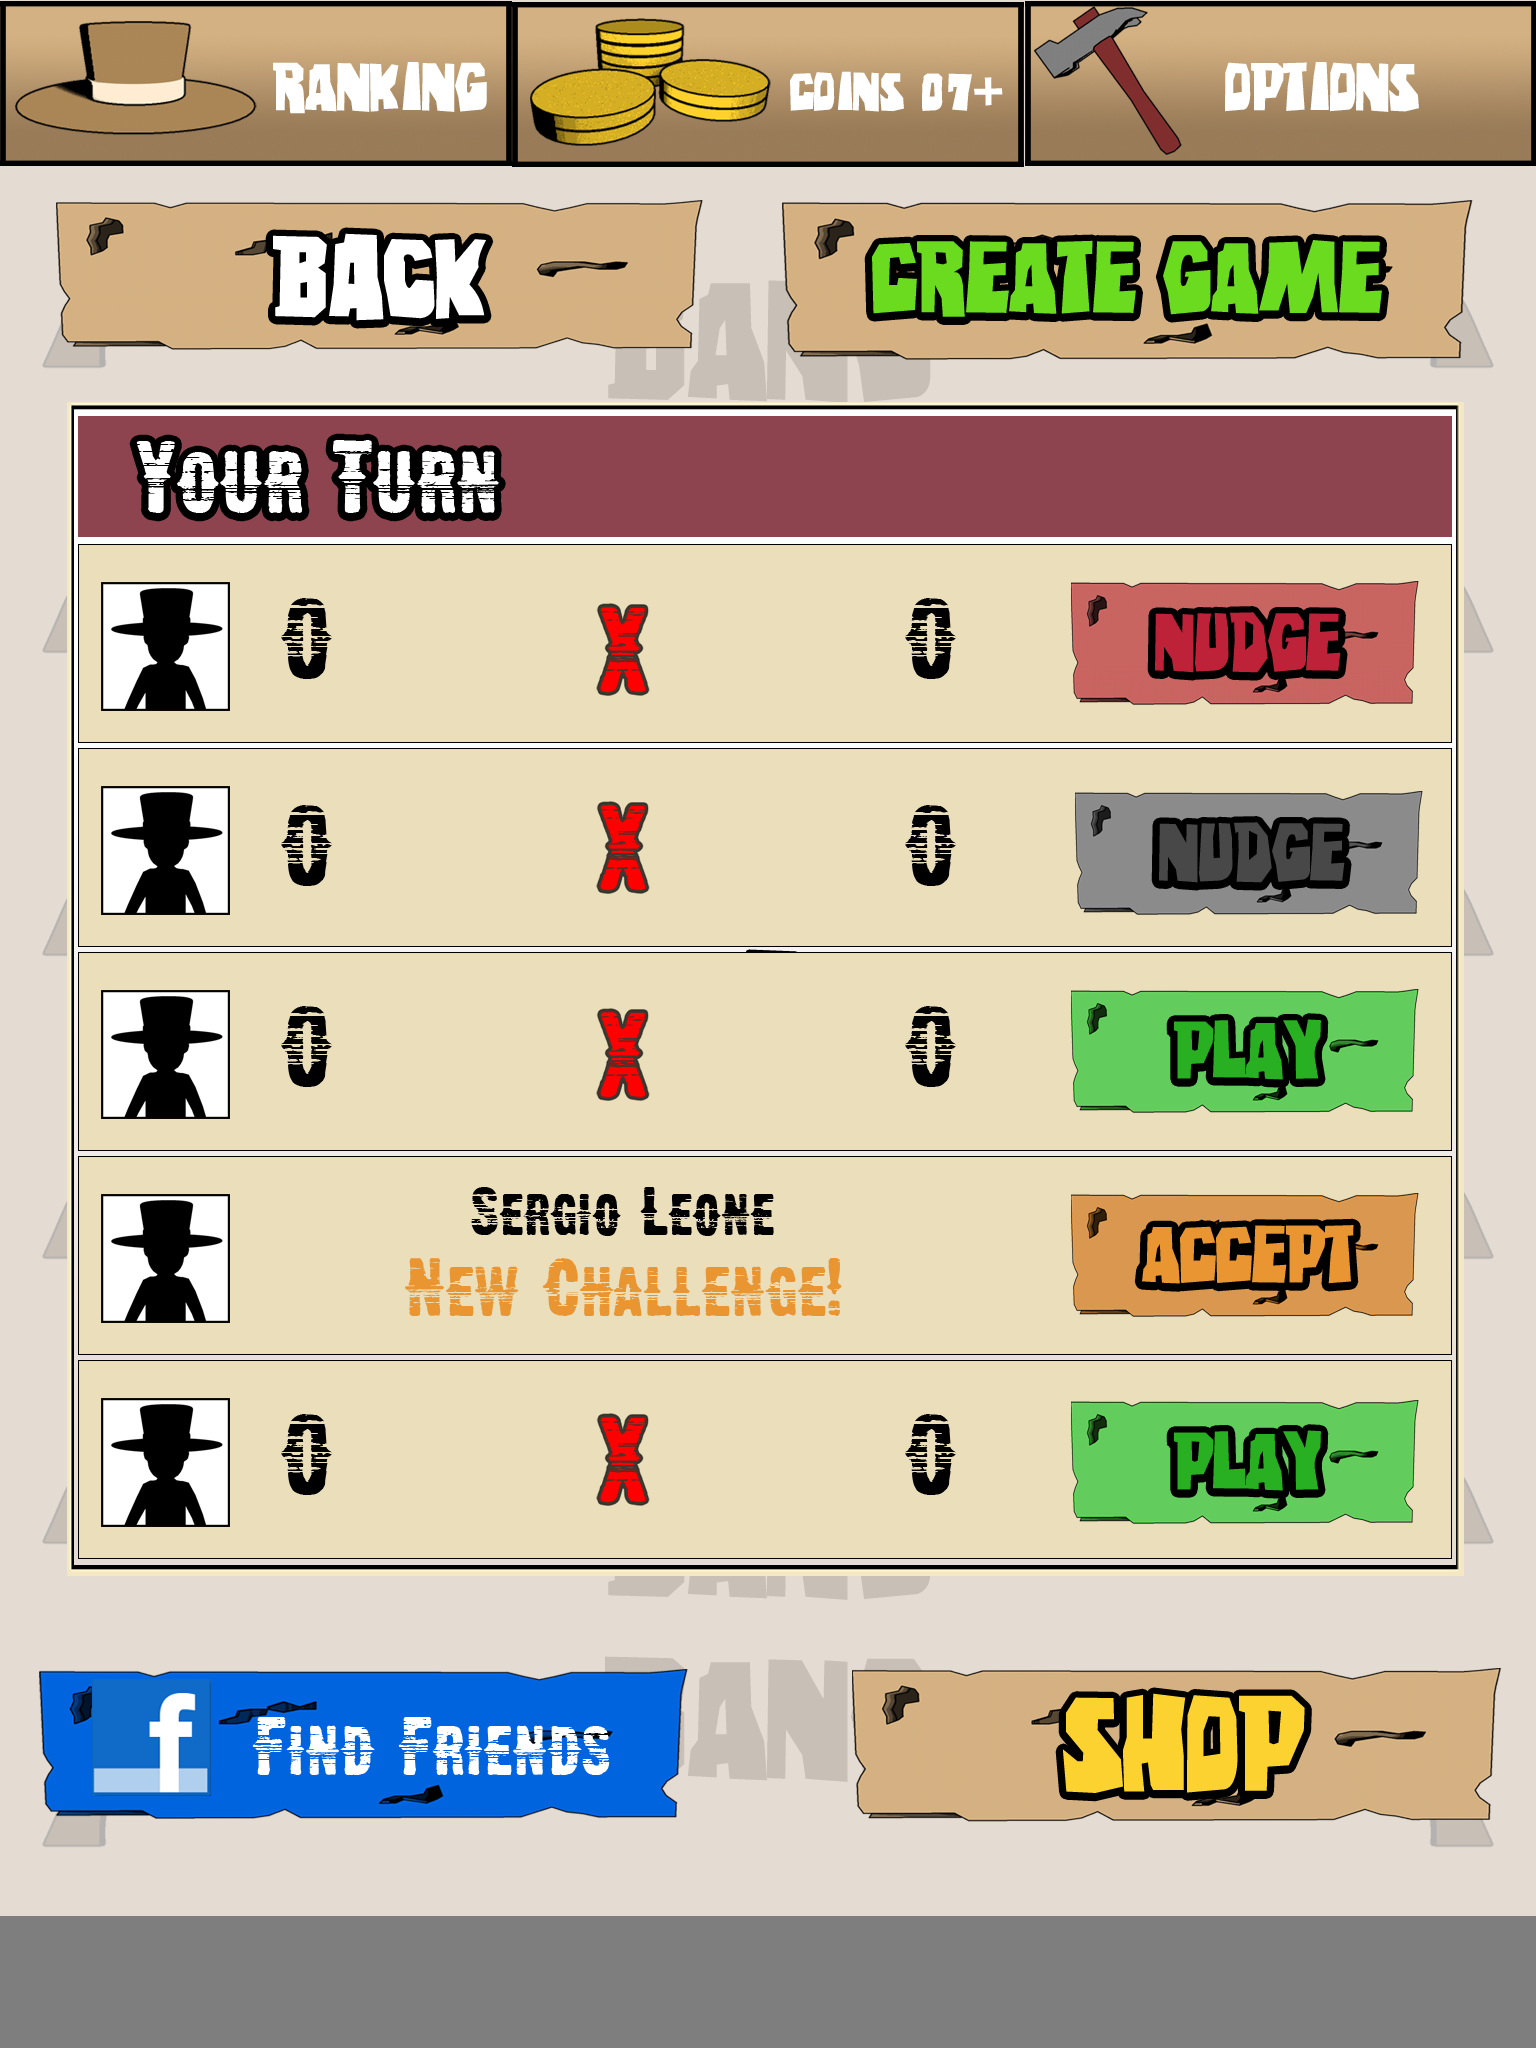 RANKING
COINS 07+
OPTIONS
BACK
CREATE GAME
YOUR TURN
0 X 0 NUDGE
0 X 0 NUDGE
0 X 0 PLAY
SERGIO LEONE
NEW CHALLENGE!
ACCEPT
0 X 0 PLAY
f FIND FRIENDS
SHOP